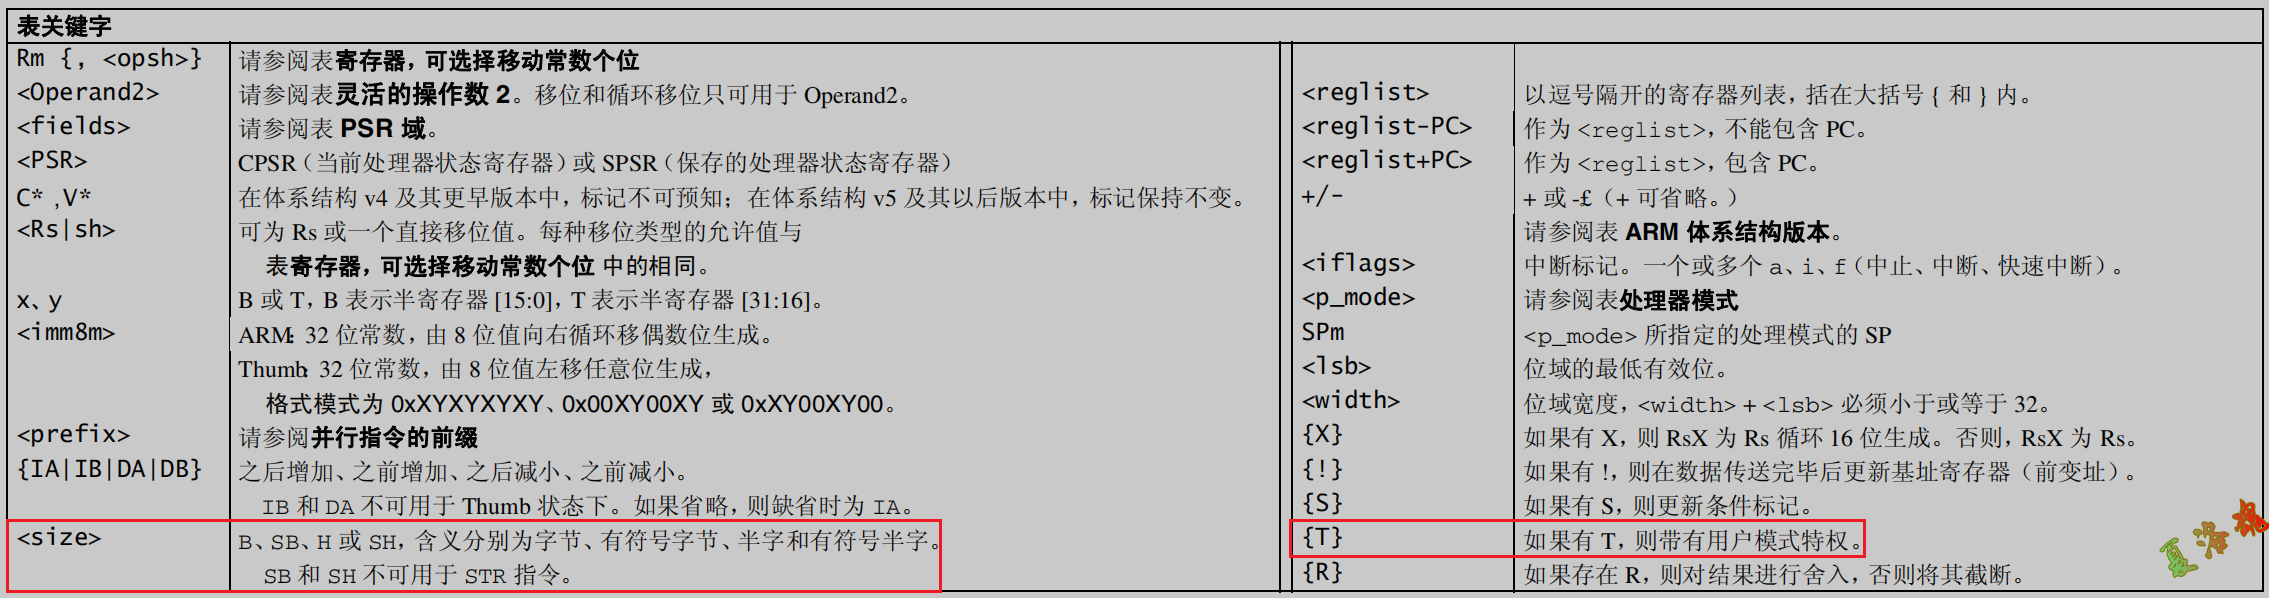 表关键字
Rm {, <opsh>} 请参阅表寄存器，可选择移动常数个位
<Operand2> 请参阅表灵活的操作数 2。移位和循环移位只可用于 Operand2。
<fields> 请参阅表 PSR 域。
<PSR> CPSR（当前处理器状态寄存器）或 SPSR（保存的处理器状态寄存器）
C* ,V* 在体系结构 v4 及其更早版本中，标记不可预知；在体系结构 v5 及其以后版本中，标记保持不变。
<Rs|sh> 可为 Rs 或一个直接移位值。每种移位类型的允许值与
表寄存器，可选择移动常数个位 中的相同。
x、y B 或 T，B 表示半寄存器 [15:0]，T 表示半寄存器 [31:16]。
<imm8m> ARM：32 位常数，由 8 位值向右循环移偶数位生成。
Thumb：32 位常数，由 8 位值左移任意位生成，
格式模式为 0xXYXYXYXY、0x00XY00XY 或 0xXY00XY00。
<prefix> 请参阅并行指令的前缀
{IA|IB|DA|DB} 之后增加、之前增加、之后减小、之前减小。
IB 和 DA 不可用于 Thumb 状态下。如果省略，则缺省时为 IA。
<size> B、SB、H 或 SH，含义分别为字节、有符号字节、半字和有符号半字。
SB 和 SH 不可用于 STR 指令。
<reglist> 以逗号隔开的寄存器列表，括在大括号 { 和 } 内。
<reglist-PC> 作为 <reglist>，不能包含 PC。
<reglist+PC> 作为 <reglist>，包含 PC。
+/- + 或 -£（+ 可省略。）
请参阅表 ARM 体系结构版本。
<iflags> 中断标记。一个或多个 a、i、f（中止、中断、快速中断）。
<p_mode> 请参阅表处理器模式
SPm <p_mode> 所指定的处理模式的 SP
<lsb> 位域的最低有效位。
<width> 位域宽度，<width> + <lsb> 必须小于或等于 32。
{X} 如果有 X，则 RsX 为 Rs 循环 16 位生成。否则，RsX 为 Rs。
{!} 如果有 !，则在数据传送完毕后更新基址寄存器（前变址）。
{S} 如果有 S，则更新条件标记。
{T} 如果有 T，则带有用户模式特权。
{R} 如果存在 R，则对结果进行舍入，否则将其截断。